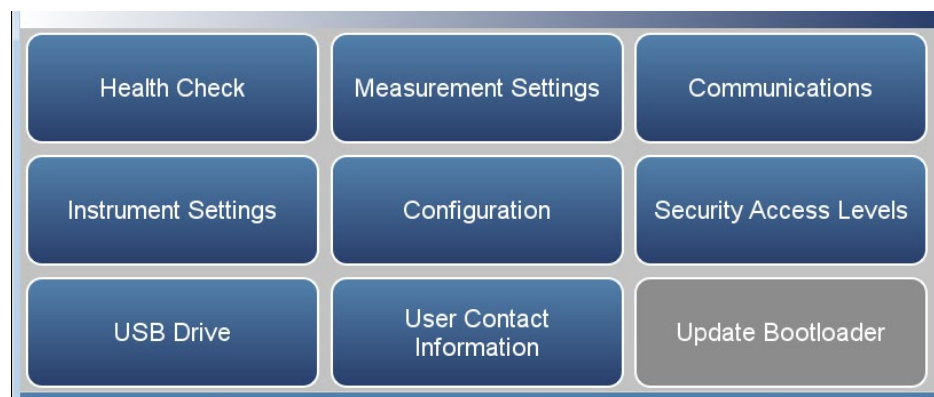 Health Check
Measurement Settings
Communications
Instrument Settings
Configuration
Security Access Levels
USB Drive
User Contact
Information
Update Bootloader